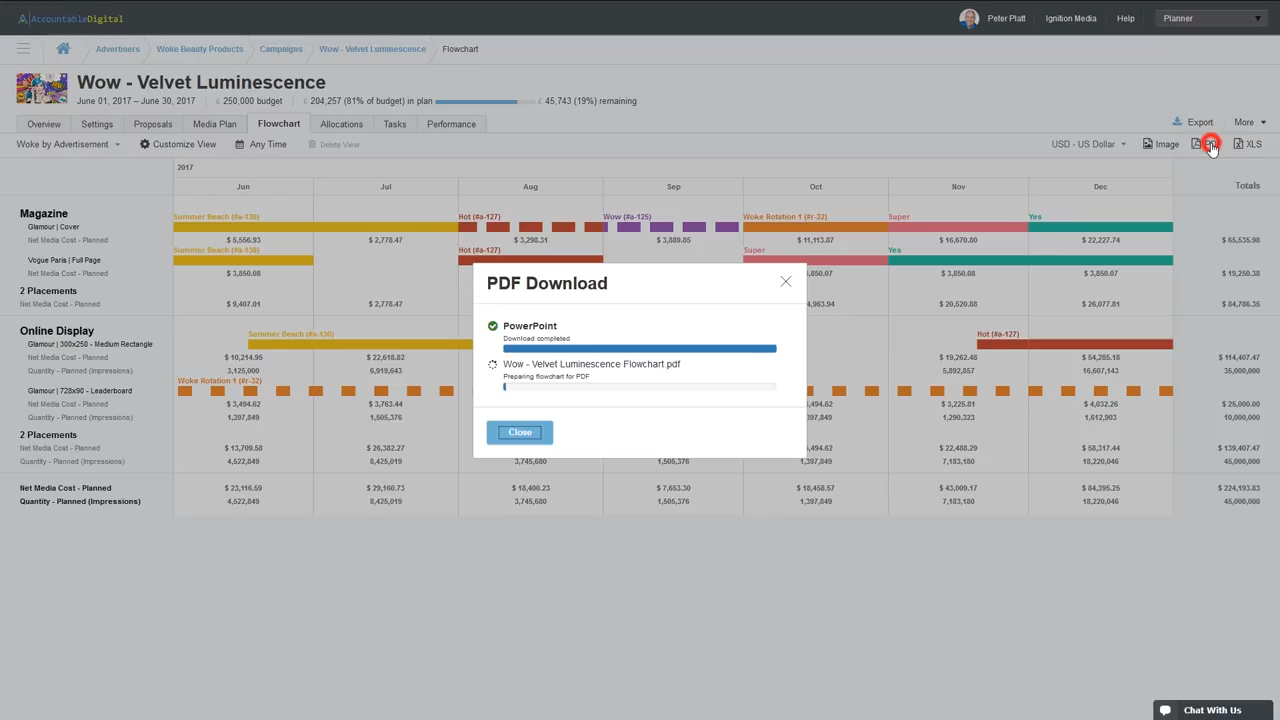 AccountableDigital
Peter Platt
Ignition Media
Help
Planner
Advertisers
Woke Beauty Products
Campaigns
Wow - Velvet Luminescence
Flowchart
Wow - Velvet Luminescence
June 01, 2017 – June 30, 2017
£ 250,000 budget
£ 204,257 (81% of budget) in plan
£ 45,743 (19%) remaining
Overview
Settings
Proposals
Media Plan
Flowchart
Allocations
Tasks
Performance
Export
More
Woke by Advertisement
Customize View
Any Time
Delete View
USD - US Dollar
Image
XLS
2017
Jun Jul Aug Sep Oct Nov Dec Totals
Magazine
Summer Beach (#a-130) Hot (#a-127) Wow (#a-125) Woke Rotation 1 (#r-32) Super Yes
Glamour | Cover
Net Media Cost - Planned $ 5,556.93 $ 2,778.47 $ 3,298.31 $ 3,889.85 $ 11,113.87 $ 16,670.80 $ 22,227.74 $ 65,535.98
Summer Beach (#a-130) Hot (#a-127) Super Yes
Vogue Paris | Full Page
Net Media Cost - Planned $ 3,850.08 850.07 $ 3,850.08 $ 3,850.07 $ 19,250.38
2 Placements
Net Media Cost - Planned $ 9,407.01 $ 2,778.47 4,963.94 $ 20,520.88 $ 26,077.81 $ 84,786.35
Online Display
Summer Beach (#a-130) Hot (#a-127)
Glamour | 300x250 - Medium Rectangle
Net Media Cost - Planned $ 10,214.95 $ 22,618.82 $ 19,262.48 $ 54,285.18 $ 114,407.47
Quantity - Planned (Impressions) 3,125,000 6,919,643 5,892,857 16,607,143 35,000,000
Woke Rotation 1 (#r-32)
Glamour | 728x90 - Leaderboard
Net Media Cost - Planned $ 3,494.62 $ 3,763.44 494.62 $ 3,225.81 $ 4,032.26 $ 25,000.00
Quantity - Planned (Impressions) 1,397,849 1,505,376 397,849 1,290,323 1,612,903 10,000,000
2 Placements
Net Media Cost - Planned $ 13,709.58 $ 26,382.27 494.62 $ 22,488.29 $ 58,317.44 $ 139,407.47
Quantity - Planned (Impressions) 4,522,849 8,425,019 3,745,680 1,505,376 1,397,849 7,183,180 18,220,046 45,000,000
Net Media Cost - Planned $ 23,116.59 $ 29,160.73 $ 18,400.23 $ 7,653.30 $ 18,458.57 $ 43,009.17 $ 84,395.25 $ 224,193.83
Quantity - Planned (Impressions) 4,522,849 8,425,019 3,745,680 1,505,376 1,397,849 7,183,180 18,220,046 45,000,000
PDF Download
PowerPoint
Download completed
Wow - Velvet Luminescence Flowchart.pdf
Preparing flowchart for PDF
Close
Chat With Us